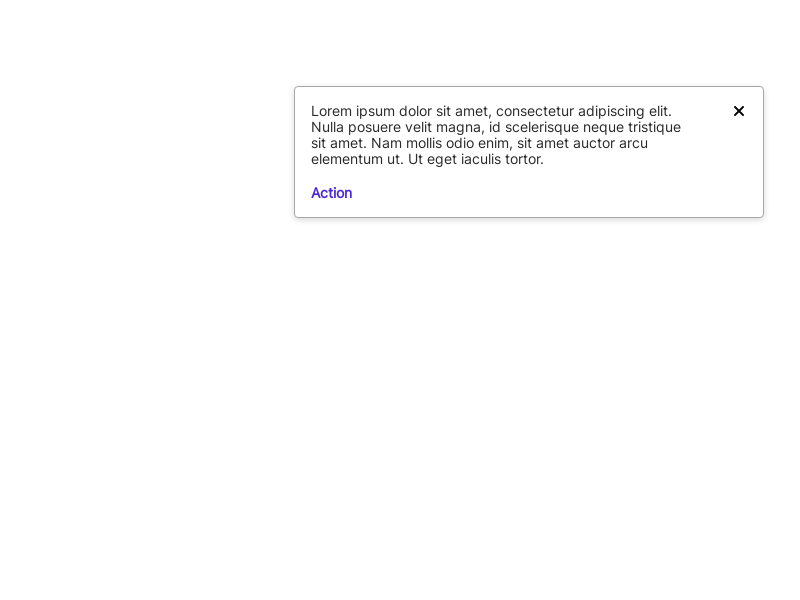 Lorem ipsum dolor sit amet, consectetur adipiscing elit.
Nulla posuere velit magna, id scelerisque neque tristique
sit amet. Nam mollis odio enim, sit amet auctor arcu
elementum ut. Ut eget iaculis tortor.
Action